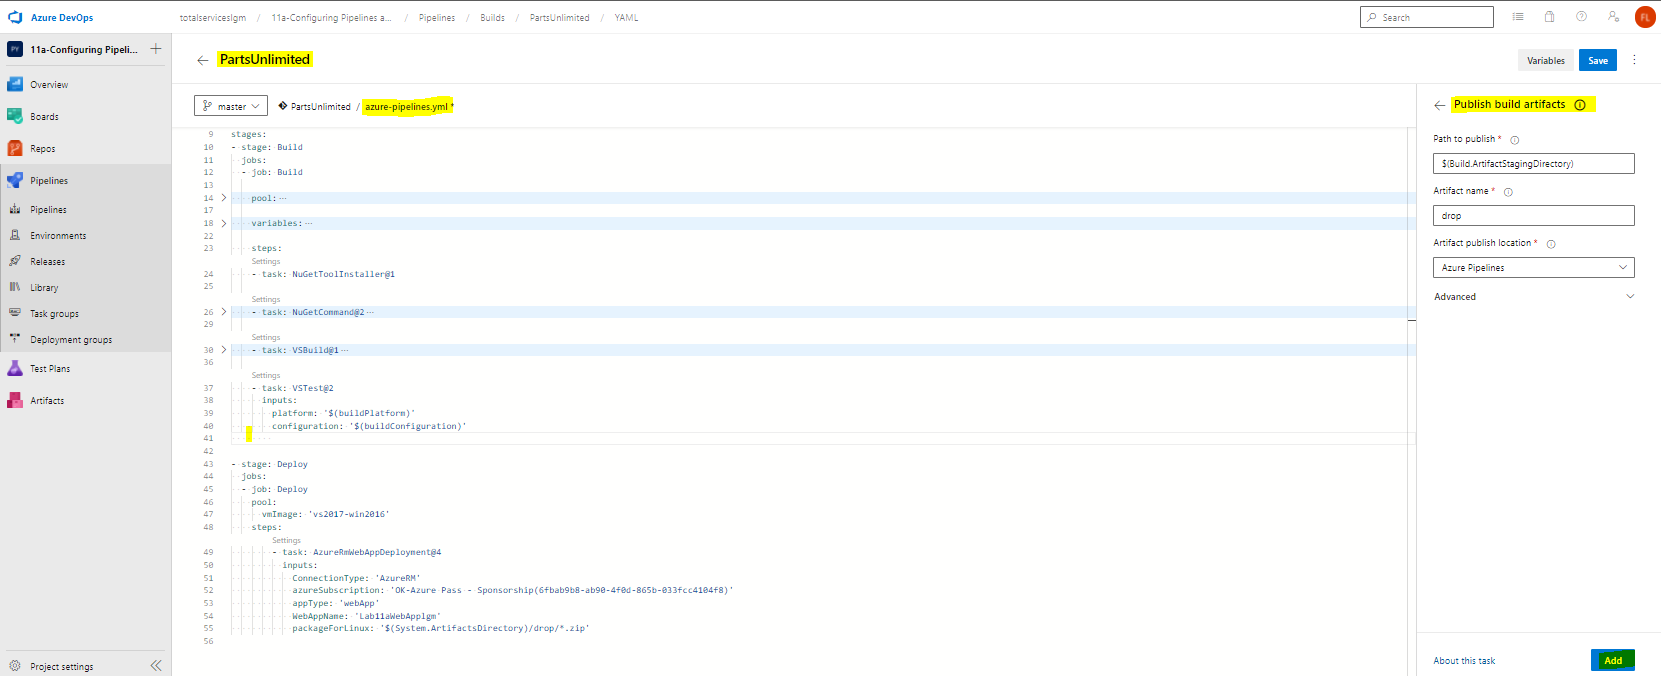 Azure DevOps
totalserviceslgm / 11a-Configuring Pipelines a... / Pipelines / Builds / PartsUnlimited / YAML
Search
FL
PY 11a-Configuring Pipeli... +
Overview
Boards
Repos
Pipelines
Pipelines
Environments
Releases
Library
Task groups
Deployment groups
Test Plans
Artifacts
Project settings
PartsUnlimited
Variables
Save
master
PartsUnlimited / azure-pipelines.yml *
9 stages:
10 - stage: Build
11 jobs:
12 - job: Build
13
14 pool: ...
17
18 variables: ...
22
23 steps:
Settings
24 - task: NuGetToolInstaller@1
25
Settings
26 - task: NuGetCommand@2 ...
29
Settings
30 - task: VSBuild@1 ...
36
Settings
37 - task: VSTest@2
38 inputs:
39 platform: '$(buildPlatform)'
40 configuration: '$(buildConfiguration)'
41
42
43 - stage: Deploy
44 jobs:
45 - job: Deploy
46 pool:
47 vmImage: 'vs2017-win2016'
48 steps:
Settings
49 - task: AzureRmWebAppDeployment@4
50 inputs:
51 ConnectionType: 'AzureRM'
52 azureSubscription: 'OK-Azure Pass - Sponsorship(6fbab9b8-ab90-4f0d-865b-033fcc4104f8)'
53 appType: 'webApp'
54 WebAppName: 'Lab11aWebApplgm'
55 packageForLinux: '$(System.ArtifactsDirectory)/drop/*.zip'
56
Publish build artifacts
Path to publish *
$(Build.ArtifactStagingDirectory)
Artifact name *
drop
Artifact publish location *
Azure Pipelines
Advanced
About this task
Add